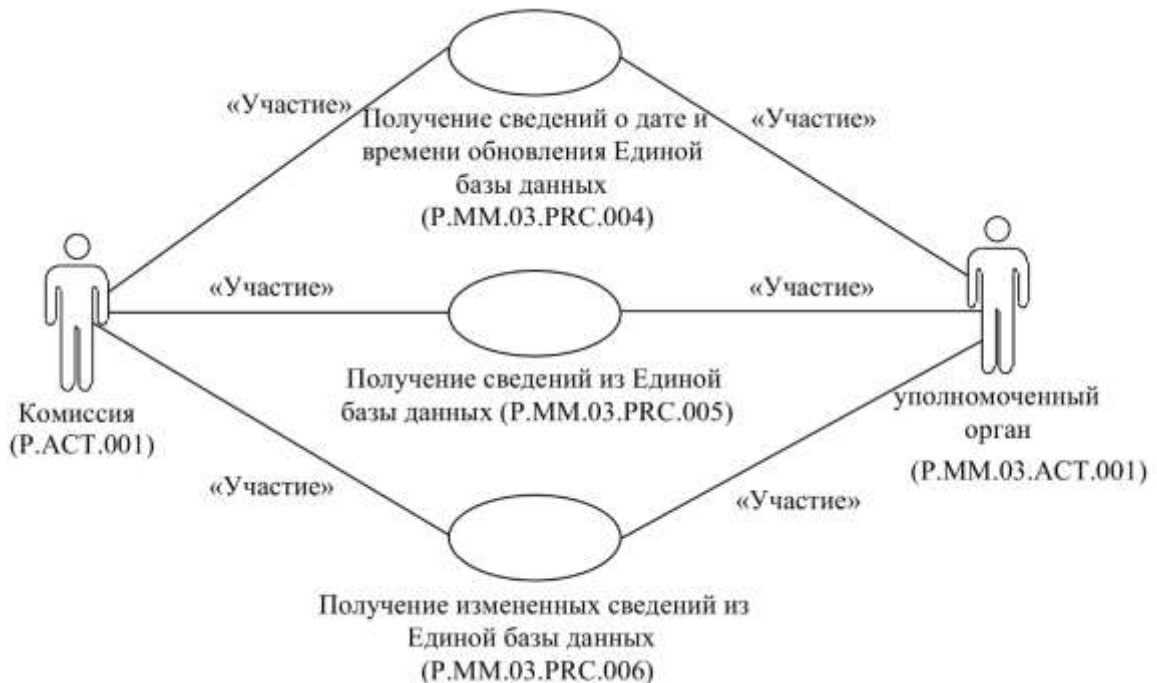 «Участие»
«Участие»
Получение сведений о дате и
времени обновления Единой
базы данных
(P.MM.03.PRC.004)
«Участие»
«Участие»
Получение сведений из Единой
базы данных (P.MM.03.PRC.005)
Комиссия
(P.ACT.001)
уполномоченный
орган
(P.MM.03.ACT.001)
«Участие»
«Участие»
Получение измененных сведений из
Единой базы данных
(P.MM.03.PRC.006)